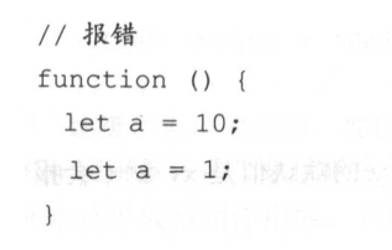 // 报错
function () {
  let a = 10;
  let a = 1;
}